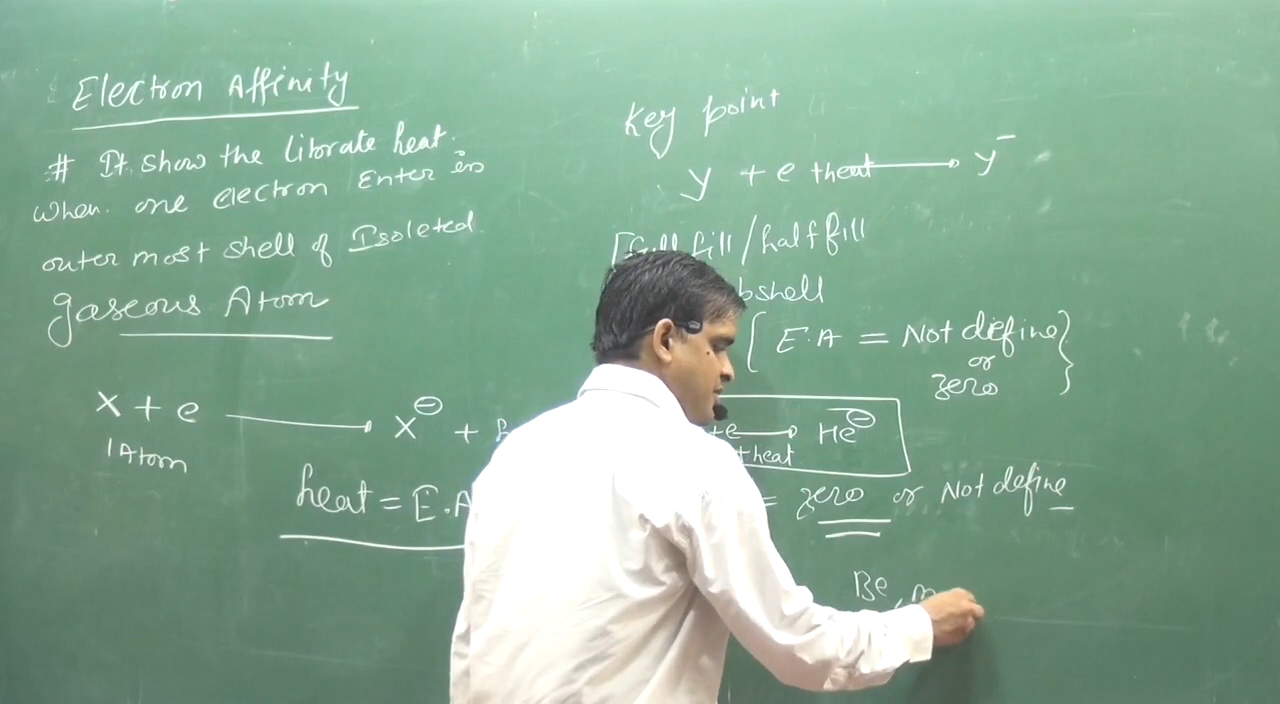 Electron Affinity
# It show the librate heat.
when one electron Enter in
outer most shell of Isoleted.
gaseous Atom
X + e ⟶ X⊖ +
1 Atom
heat = E.A
Key point
y + e + heat ⟶ y⁻
fill / half fill
bshell
[ E.A = Not define }
or
zero
+ e ⟶ He⊖
+ heat
= zero or Not define
Be,